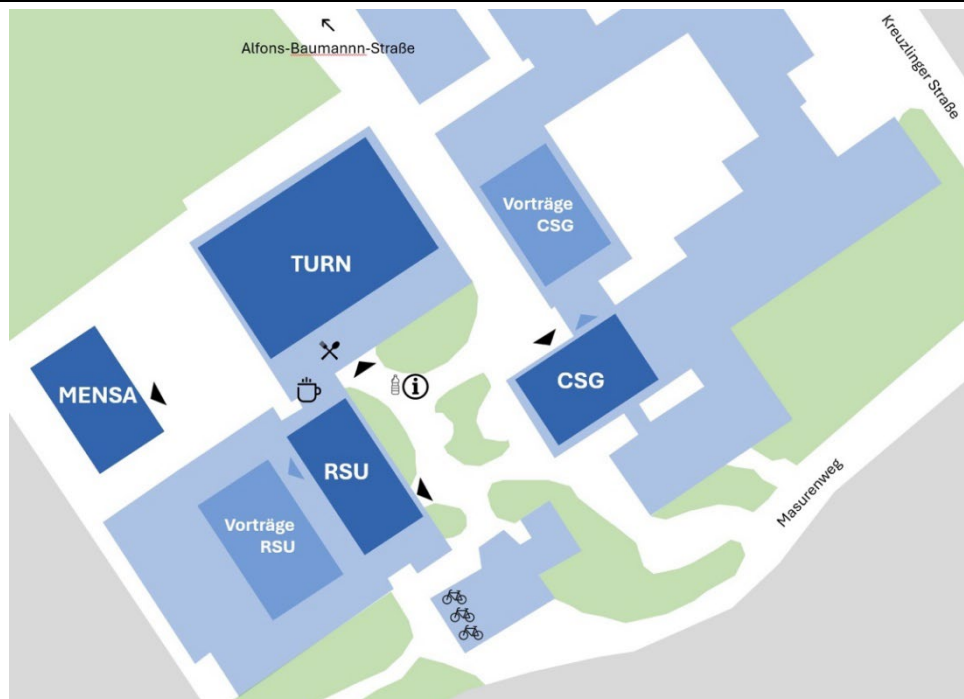 Alfons-Baumannn-Straße
Kreuzlinger Straße
Vorträge
CSG
TURN
MENSA
CSG
RSU
Vorträge
RSU
Masurenweg